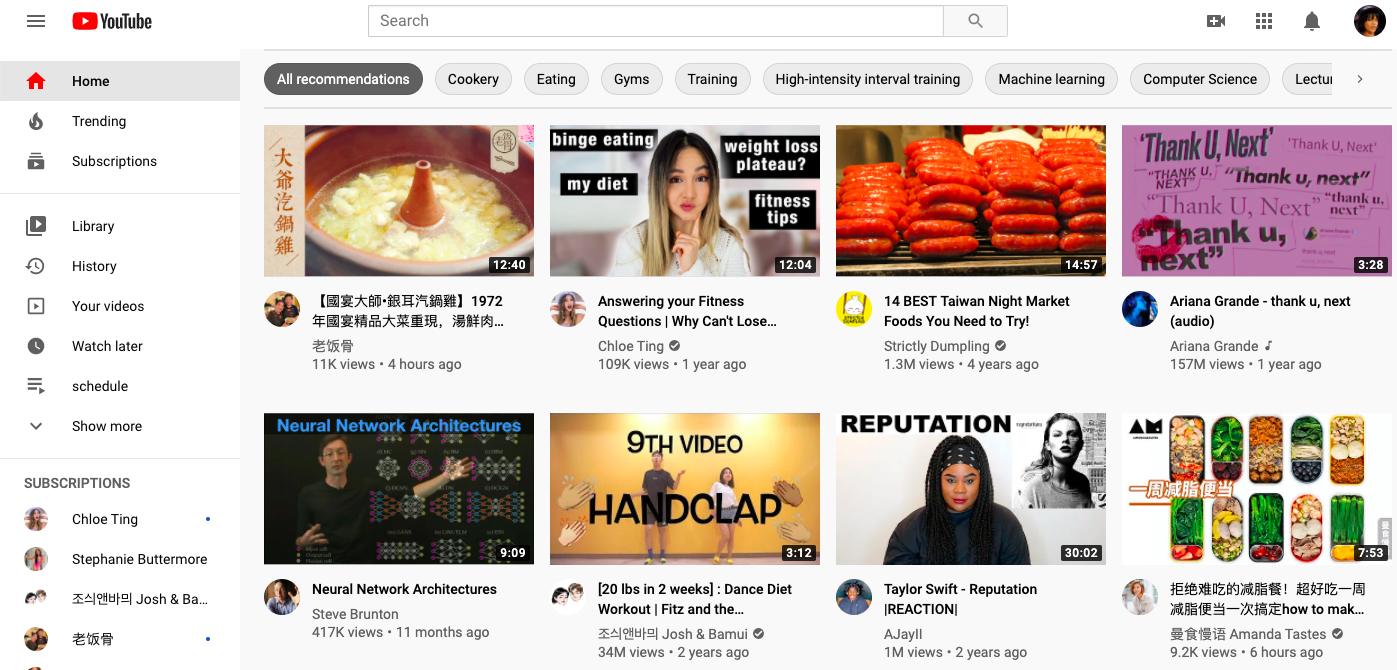 YouTube
Search
Home
Trending
Subscriptions
Library
History
Your videos
Watch later
schedule
Show more
SUBSCRIPTIONS
Chloe Ting
Stephanie Buttermore
조싀앤바믜 Josh & Ba...
老饭骨
All recommendations
Cookery
Eating
Gyms
Training
High-intensity interval training
Machine learning
Computer Science
Lectur
大爷汽鍋雞
12:40
【國宴大師•銀耳汽鍋雞】1972
年國宴精品大菜重現，湯鮮肉...
老饭骨
11K views • 4 hours ago
binge eating
weight loss
plateau?
my diet
fitness
tips
12:04
Answering your Fitness
Questions | Why Can't Lose...
Chloe Ting
109K views • 1 year ago
14:57
14 BEST Taiwan Night Market
Foods You Need to Try!
Strictly Dumpling
1.3M views • 4 years ago
'Thank U, Next'
'Thank U, Next'
"THANK U,
NEXT"
"Thank u, next"
"Thank U, Next"
"thank u,
next"
"Thank u,
next"
3:28
Ariana Grande - thank u, next
(audio)
Ariana Grande
157M views • 1 year ago
Neural Network Architectures
9:09
Neural Network Architectures
Steve Brunton
417K views • 11 months ago
9TH VIDEO
HANDCLAP
3:12
[20 lbs in 2 weeks] : Dance Diet
Workout | Fitz and the...
조싀앤바믜 Josh & Bamui
34M views • 2 years ago
REPUTATION
30:02
Taylor Swift - Reputation
|REACTION|
AJayII
1M views • 2 years ago
一周减脂便当
7:53
拒绝难吃的减脂餐！超好吃一周
减脂便当一次搞定how to mak...
曼食慢语 Amanda Tastes
9.2K views • 6 hours ago